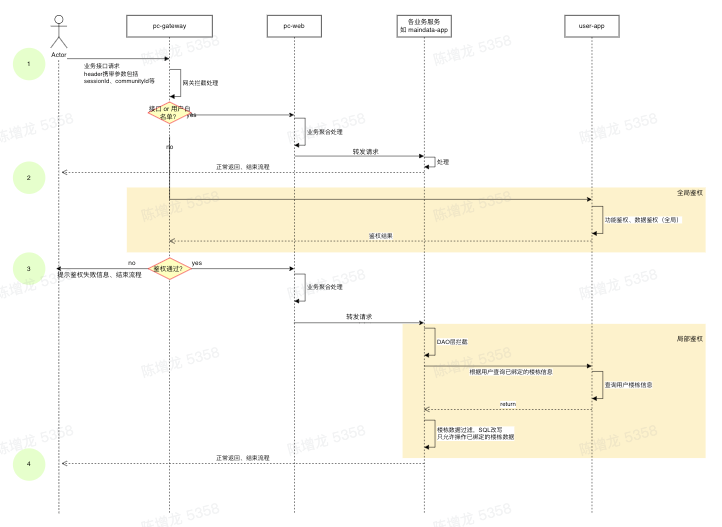 pc-gateway
pc-web
各业务服务
如 maindata-app
user-app
Actor
1
业务接口请求
header携带参数包括
sessionId、communityId等
网关拦截处理
接口 or 用户白
名单？
yes
业务聚合处理
no
转发请求
处理
正常返回、结束流程
2
全局鉴权
功能鉴权、数据鉴权（全局）
鉴权结果
3
no
鉴权通过？
yes
提示鉴权失败信息、结束流程
业务聚合处理
转发请求
局部鉴权
DAO层拦截
根据用户查询已绑定的楼栋信息
查询用户楼栋信息
return
楼栋数据过滤、SQL改写
只允许操作已绑定的楼栋数据
正常返回、结束流程
4
陈增龙 5358